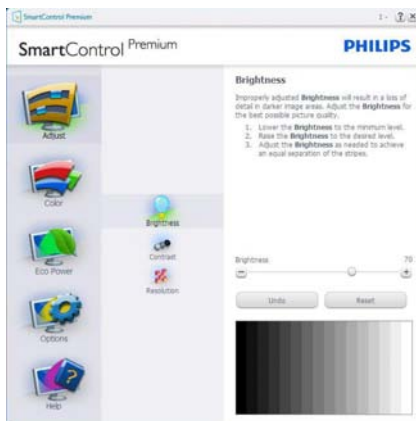 SmartControl Premium
1 -
?
X
SmartControl Premium
PHILIPS
Adjust
Color
Eco Power
Options
Help
Brightness
Contrast
Resolution
Brightness
Improperly adjusted Brightness will result in a loss of
detail in darker image areas. Adjust the Brightness for
the best possible picture quality.
1. Lower the Brightness to the minimum level.
2. Raise the Brightness to the desired level.
3. Adjust the Brightness as needed to achieve
an equal separation of the stripes.
Brightness 70
Undo Reset